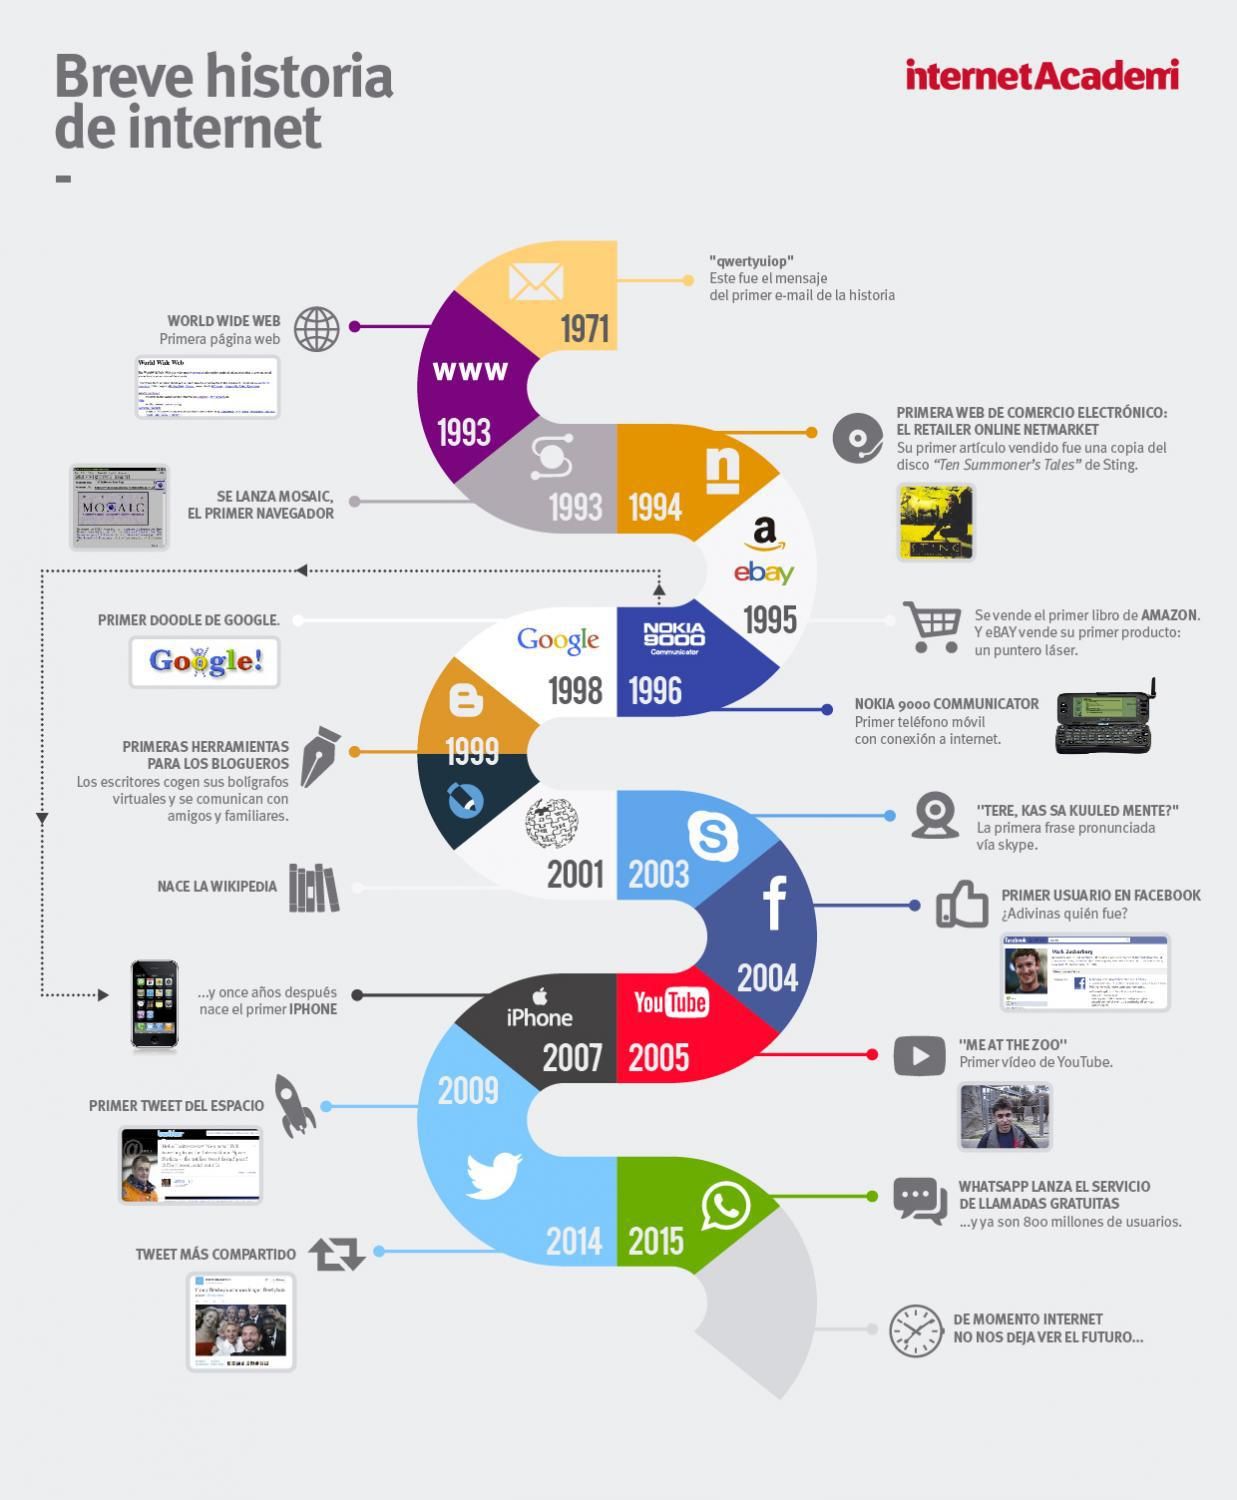 Breve historia
de internet
internetAcademi
"qwertyuiop"
Este fue el mensaje
del primer e-mail de la historia
1971
WORLD WIDE WEB
Primera página web
World Wide Web
www
1993
PRIMERA WEB DE COMERCIO ELECTRÓNICO:
EL RETAILER ONLINE NETMARKET
Su primer artículo vendido fue una copia del
disco "Ten Summoner's Tales" de Sting.
STING
n
1994
SE LANZA MOSAIC,
EL PRIMER NAVEGADOR
MOSAIC
1993
a
ebay
1995
Se vende el primer libro de AMAZON.
Y eBAY vende su primer producto:
un puntero láser.
PRIMER DOODLE DE GOOGLE.
Google!
Google
1998
NOKIA
9000
Communicator
1996
NOKIA 9000 COMMUNICATOR
Primer teléfono móvil
con conexión a internet.
PRIMERAS HERRAMIENTAS
PARA LOS BLOGUEROS
Los escritores cogen sus bolígrafos
virtuales y se comunican con
amigos y familiares.
1999
"TERE, KAS SA KUULED MENTE?"
La primera frase pronunciada
vía skype.
S
2003
NACE LA WIKIPEDIA
2001
PRIMER USUARIO EN FACEBOOK
¿Adivinas quién fue?
facebook
Mark Zuckerberg
f
2004
...y once años después
nace el primer IPHONE
iPhone
2007
YouTube
2005
"ME AT THE ZOO"
Primer vídeo de YouTube.
PRIMER TWEET DEL ESPACIO
twitter
2009
WHATSAPP LANZA EL SERVICIO
DE LLAMADAS GRATUITAS
...y ya son 800 millones de usuarios.
2015
TWEET MÁS COMPARTIDO
2014
DE MOMENTO INTERNET
NO NOS DEJA VER EL FUTURO...